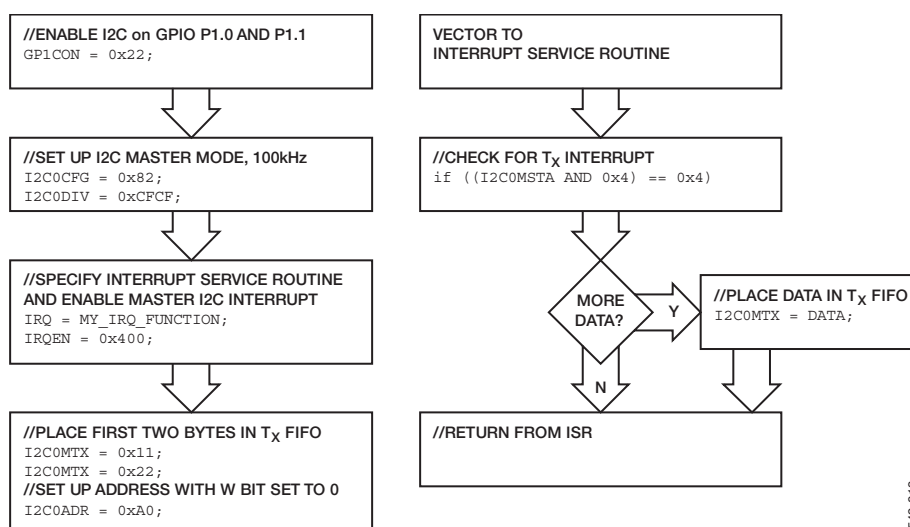 //ENABLE I2C on GPIO P1.0 AND P1.1
GP1CON = 0x22;
//SET UP I2C MASTER MODE, 100kHz
I2C0CFG = 0x82;
I2C0DIV = 0xCFCF;
//SPECIFY INTERRUPT SERVICE ROUTINE
AND ENABLE MASTER I2C INTERRUPT
IRQ = MY_IRQ_FUNCTION;
IRQEN = 0x400;
//PLACE FIRST TWO BYTES IN TX FIFO
I2C0MTX = 0x11;
I2C0MTX = 0x22;
//SET UP ADDRESS WITH W BIT SET TO 0
I2C0ADR = 0xA0;
VECTOR TO
INTERRUPT SERVICE ROUTINE
//CHECK FOR TX INTERRUPT
if ((I2C0MSTA AND 0x4) == 0x4)
MORE
DATA?
Y
//PLACE DATA IN TX FIFO
I2C0MTX = DATA;
N
//RETURN FROM ISR